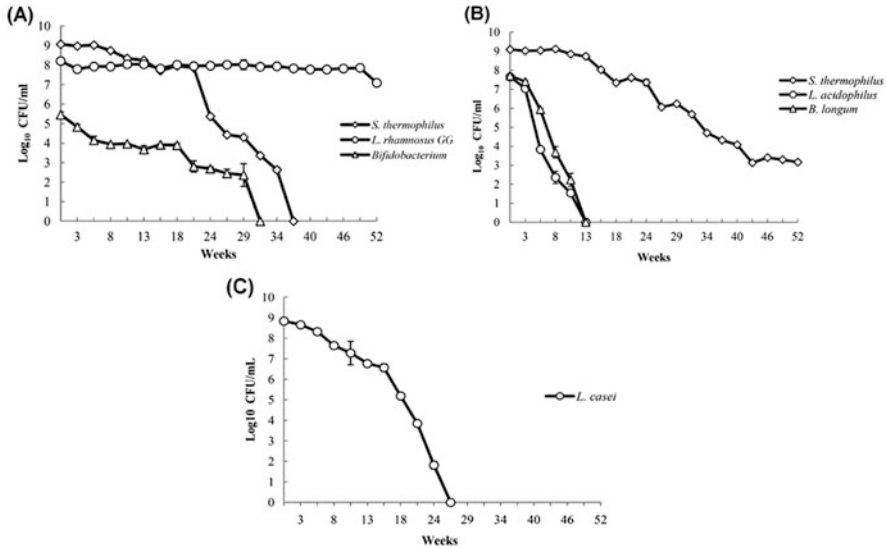 (A)
10
9
8
7
6
5
4
3
2
1
0
Log10 CFU/ml
3 8 13 18 24 29 34 40 46 52
Weeks
S. thermophilus
L. rhamnosus GG
Bifidobacterium
(B)
10
9
8
7
6
5
4
3
2
1
0
Log10 CFU/ml
3 8 13 18 24 29 34 40 46 52
Weeks
S. thermophilus
L. acidophilus
B. longum
(C)
10
9
8
7
6
5
4
3
2
1
0
Log10 CFU/mL
3 8 13 18 24 29 34 40 46 52
Weeks
L. casei